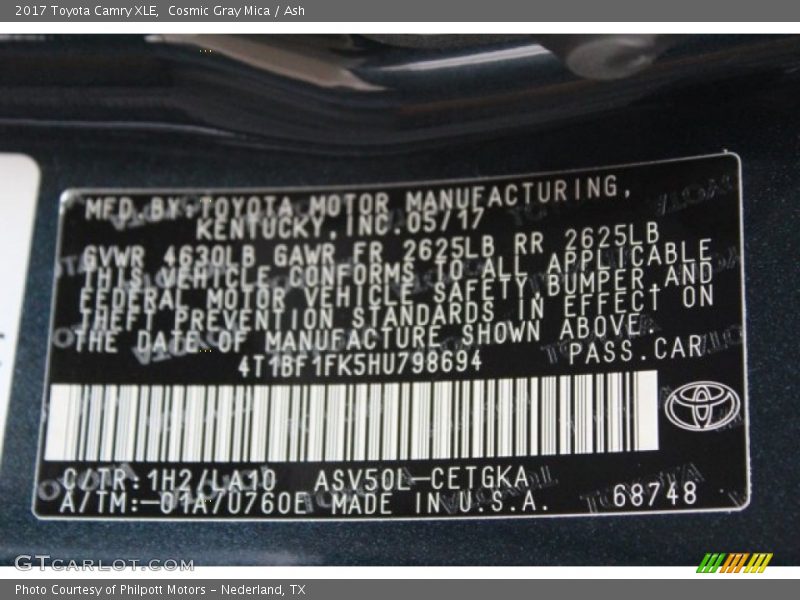 2017 Toyota Camry XLE,  Cosmic Gray Mica / Ash
MFD BY:TOYOTA MOTOR MANUFACTURING,
KENTUCKY,INC.05/17
GVWR 4630LB GAWR FR 2625LB RR 2625LB
THIS VEHICLE CONFORMS TO ALL APPLICABLE
FEDERAL MOTOR VEHICLE SAFETY,BUMPER,AND
THEFT PREVENTION STANDARDS IN EFFECT ON
THE DATE OF MANUFACTURE SHOWN ABOVE.
4T1BF1FK5HU798694 PASS.CAR
C/TR:1H2/LA10 ASV50L-CETGKA
A/TM:-01A/U760E MADE IN U.S.A. 68748
GTCARLOT.COM
Photo Courtesy of Philpott Motors - Nederland, TX